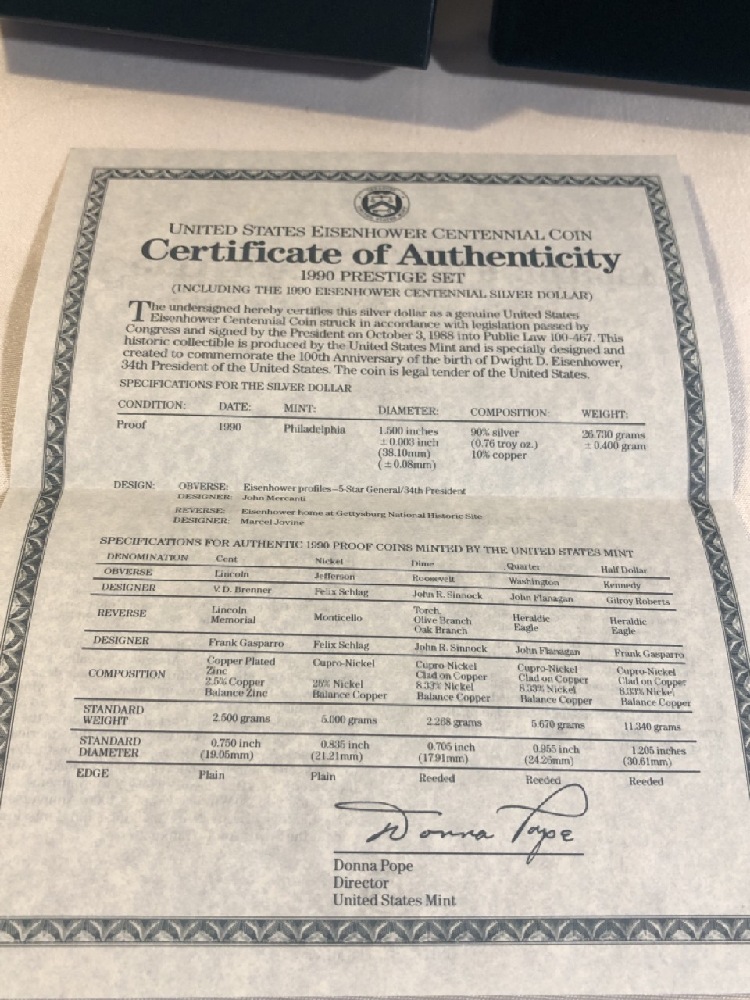 UNITED STATES EISENHOWER CENTENNIAL COIN
Certificate of Authenticity
1990 PRESTIGE SET
(INCLUDING THE 1990 EISENHOWER CENTENNIAL SILVER DOLLAR)
The undersigned hereby certifies this silver dollar as a genuine United States
Eisenhower Centennial Coin struck in accordance with legislation passed by
Congress and signed by the President on October 3, 1988 into Public Law 100-467. This
historic collectible is produced by the United States Mint and is specially designed and
created to commemorate the 100th Anniversary of the birth of Dwight D. Eisenhower,
34th President of the United States. The coin is legal tender of the United States.
SPECIFICATIONS FOR THE SILVER DOLLAR
CONDITION: DATE: MINT: DIAMETER: COMPOSITION: WEIGHT:
Proof 1990 Philadelphia 1.500 inches 90% silver 26.730 grams
±0.003 inch (0.76 troy oz.) ±0.400 gram
(38.10mm) 10% copper
(±0.08mm)
DESIGN: OBVERSE: Eisenhower profiles–5-Star General/34th President
DESIGNER: John Mercanti
REVERSE: Eisenhower home at Gettysburg National Historic Site
DESIGNER: Marcel Jovine
SPECIFICATIONS FOR AUTHENTIC 1990 PROOF COINS MINTED BY THE UNITED STATES MINT
DENOMINATION Cent Nickel Dime Quarter Half Dollar
OBVERSE Lincoln Jefferson Roosevelt Washington Kennedy
DESIGNER V.D. Brenner Felix Schlag John R. Sinnock John Flanagan Gilroy Roberts
REVERSE Lincoln Memorial Monticello Torch, Olive Branch Oak Branch Heraldic Eagle Heraldic Eagle
DESIGNER Frank Gasparro Felix Schlag John R. Sinnock John Flanagan Frank Gasparro
COMPOSITION Copper Plated Zinc 2.5% Copper Balance Zinc Cupro-Nickel 25% Nickel Balance Copper Cupro-Nickel Clad on Copper 8.33% Nickel Balance Copper Cupro-Nickel Clad on Copper 8.33% Nickel Balance Copper Cupro-Nickel Clad on Copper 8.33% Nickel Balance Copper
STANDARD WEIGHT 2.500 grams 5.000 grams 2.268 grams 5.670 grams 11.340 grams
STANDARD DIAMETER 0.750 inch (19.05mm) 0.835 inch (21.21mm) 0.705 inch (17.91mm) 0.955 inch (24.26mm) 1.205 inches (30.61mm)
EDGE Plain Plain Reeded Reeded Reeded
Donna Pope
Donna Pope
Director
United States Mint